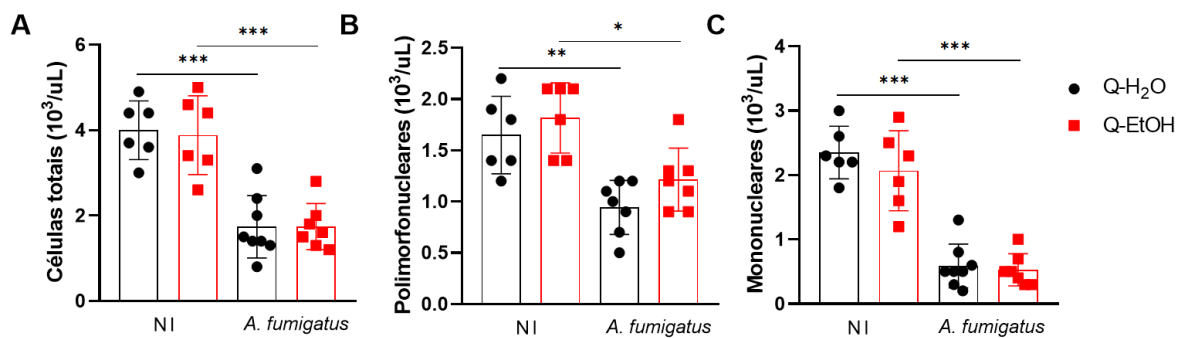 A
Células totais (10³/uL)
6
4
2
0
***
***
NI
A. fumigatus
B
Polimorfonucleares (10³/uL)
2.5
2.0
1.5
1.0
0.5
0.0
**
*
NI
A. fumigatus
C
Mononucleares (10³/uL)
4
3
2
1
0
***
***
NI
A. fumigatus
Q-H₂O
Q-EtOH